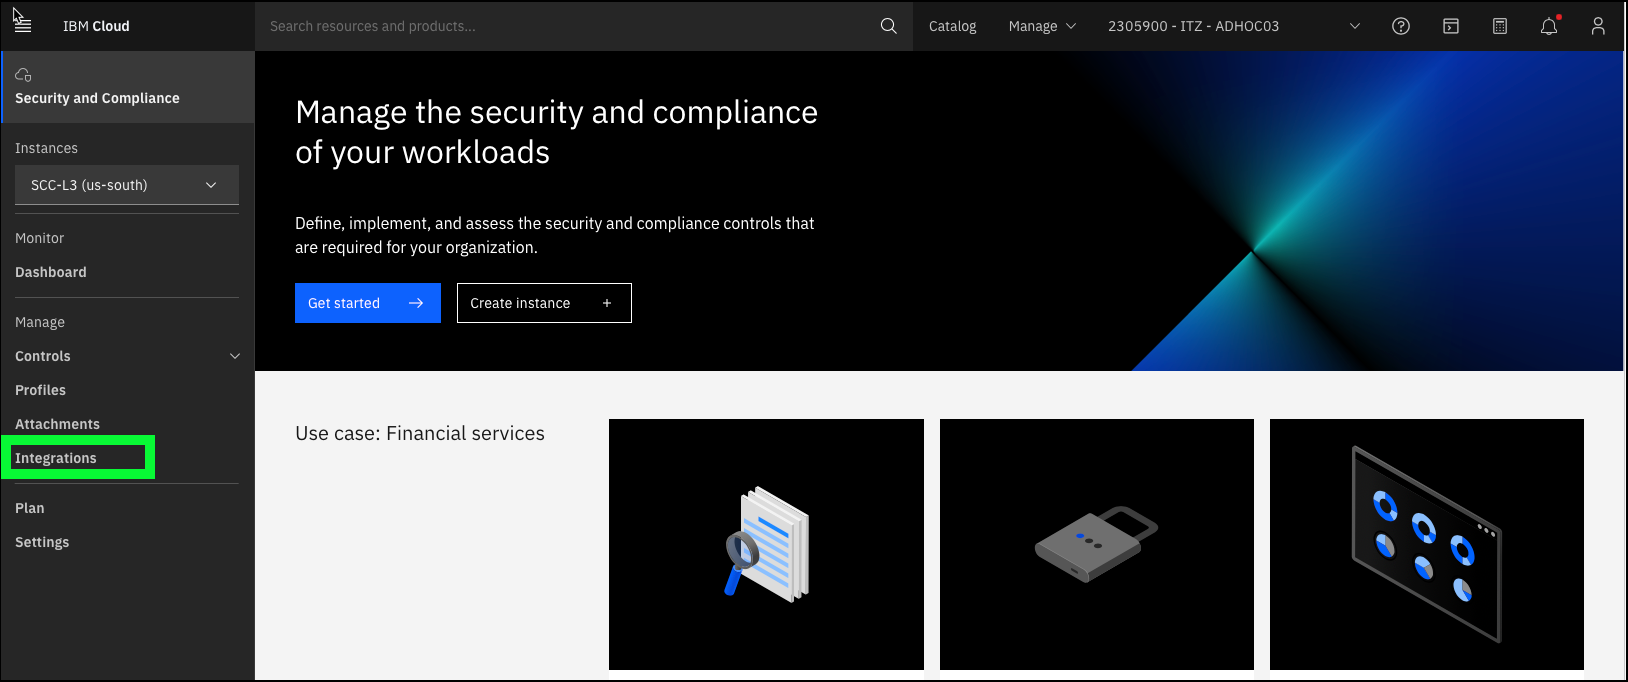 IBM Cloud
Search resources and products...
Catalog
Manage
2305900 - ITZ - ADHOC03
Security and Compliance
Instances
SCC-L3 (us-south)
Monitor
Dashboard
Manage
Controls
Profiles
Attachments
Integrations
Plan
Settings
Manage the security and compliance
of your workloads
Define, implement, and assess the security and compliance controls that
are required for your organization.
Get started
Create instance
Use case: Financial services